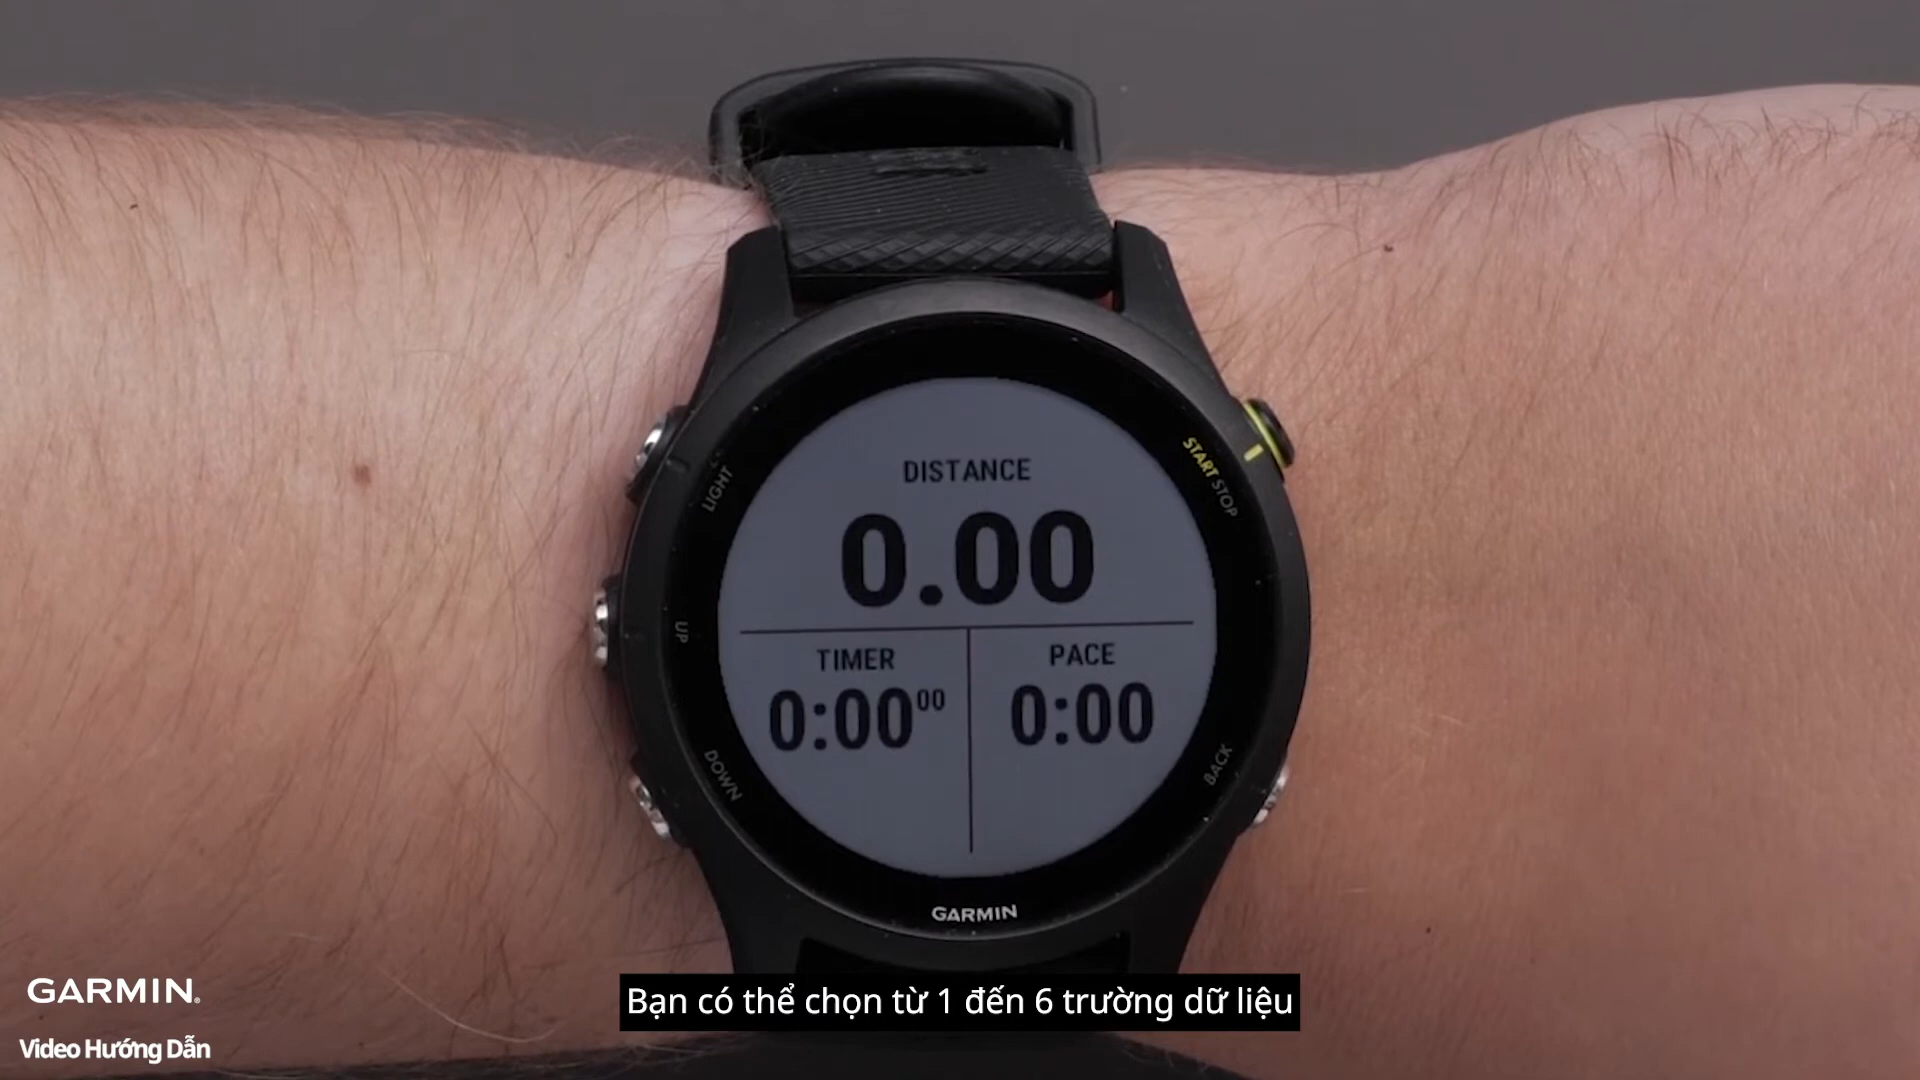 DISTANCE
0.00
TIMER
PACE
0:00 00
0:00
LIGHT
UP
DOWN
START STOP
BACK
GARMIN
GARMIN
Video Hướng Dẫn
Bạn có thể chọn từ 1 đến 6 trường dữ liệu